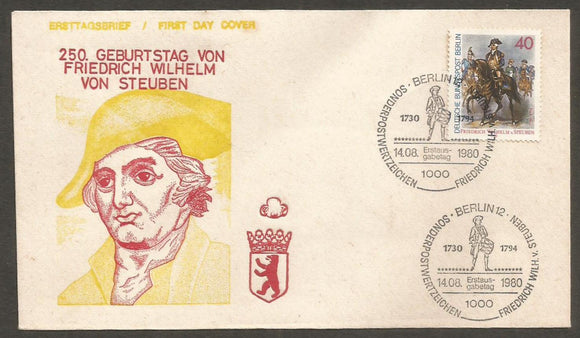 ERSTTAGSBRIEF / FIRST DAY COVER
250. GEBURTSTAG VON
FRIEDRICH WILHELM
VON STEUBEN
40
DEUTSCHE BUNDESPOST BERLIN
FRIEDRICH WILHELM v. STEUBEN
BERLIN 12
SONDERPOSTWERTZEICHEN
FRIEDRICH WILH.
1730 1794
14.08. Erstaus-
gabetag 1980
1000
BERLIN 12
SONDERPOSTWERTZEICHEN
FRIEDRICH WILH. v. STEUBEN
1730 1794
14.08. Erstaus-
gabetag 1980
1000